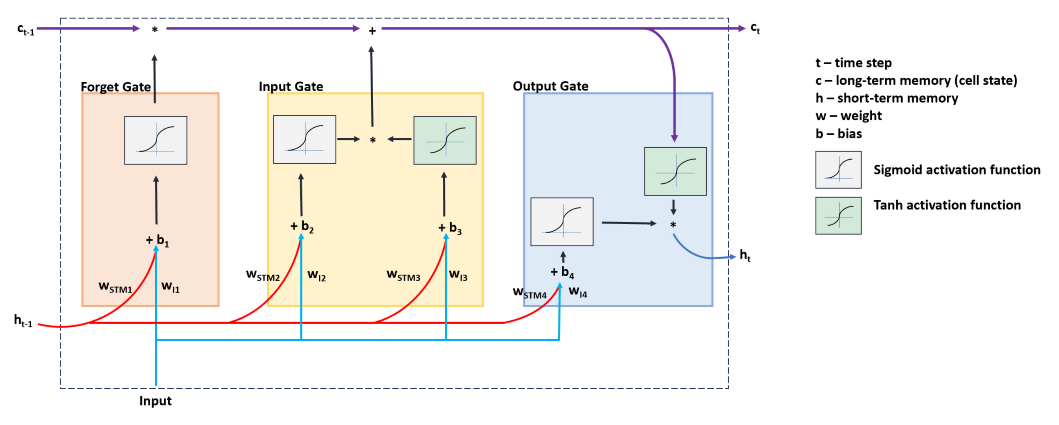 c_t-1
*
+
c_t
Forget Gate
Input Gate
Output Gate
*
*
+ b_1
+ b_2
+ b_3
+ b_4
w_STM1
w_I1
w_STM2
w_I2
w_STM3
w_I3
w_STM4
w_I4
h_t-1
h_t
Input
t – time step
c – long-term memory (cell state)
h – short-term memory
w – weight
b – bias
Sigmoid activation function
Tanh activation function